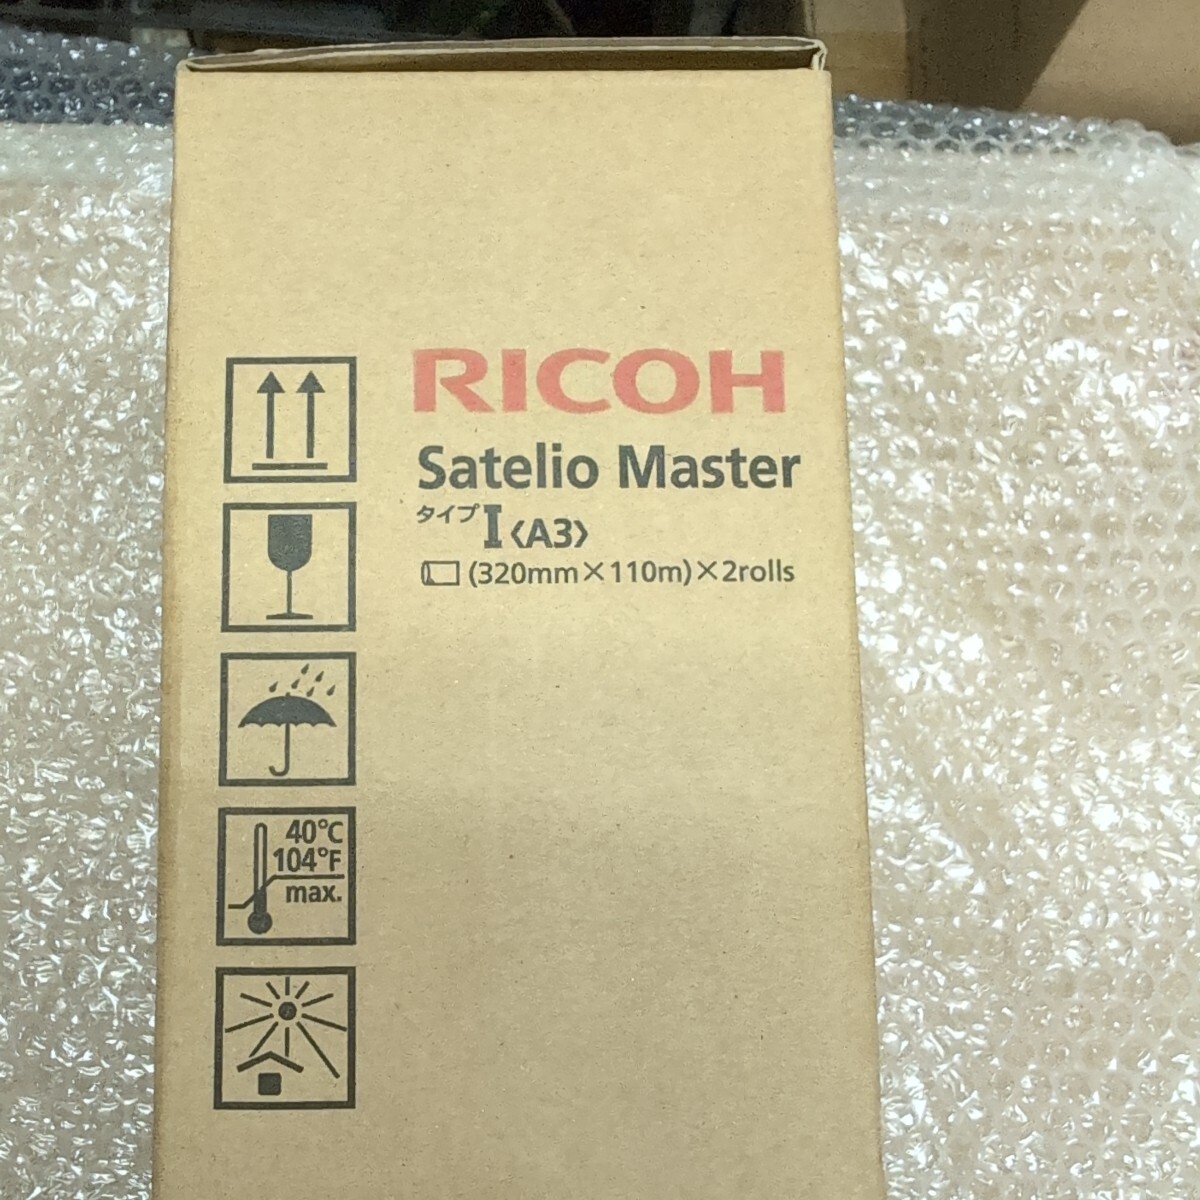 RICOH
Satelio Master
タイプI〈A3〉
(320mm×110m)×2rolls
40°C
104°F
max.